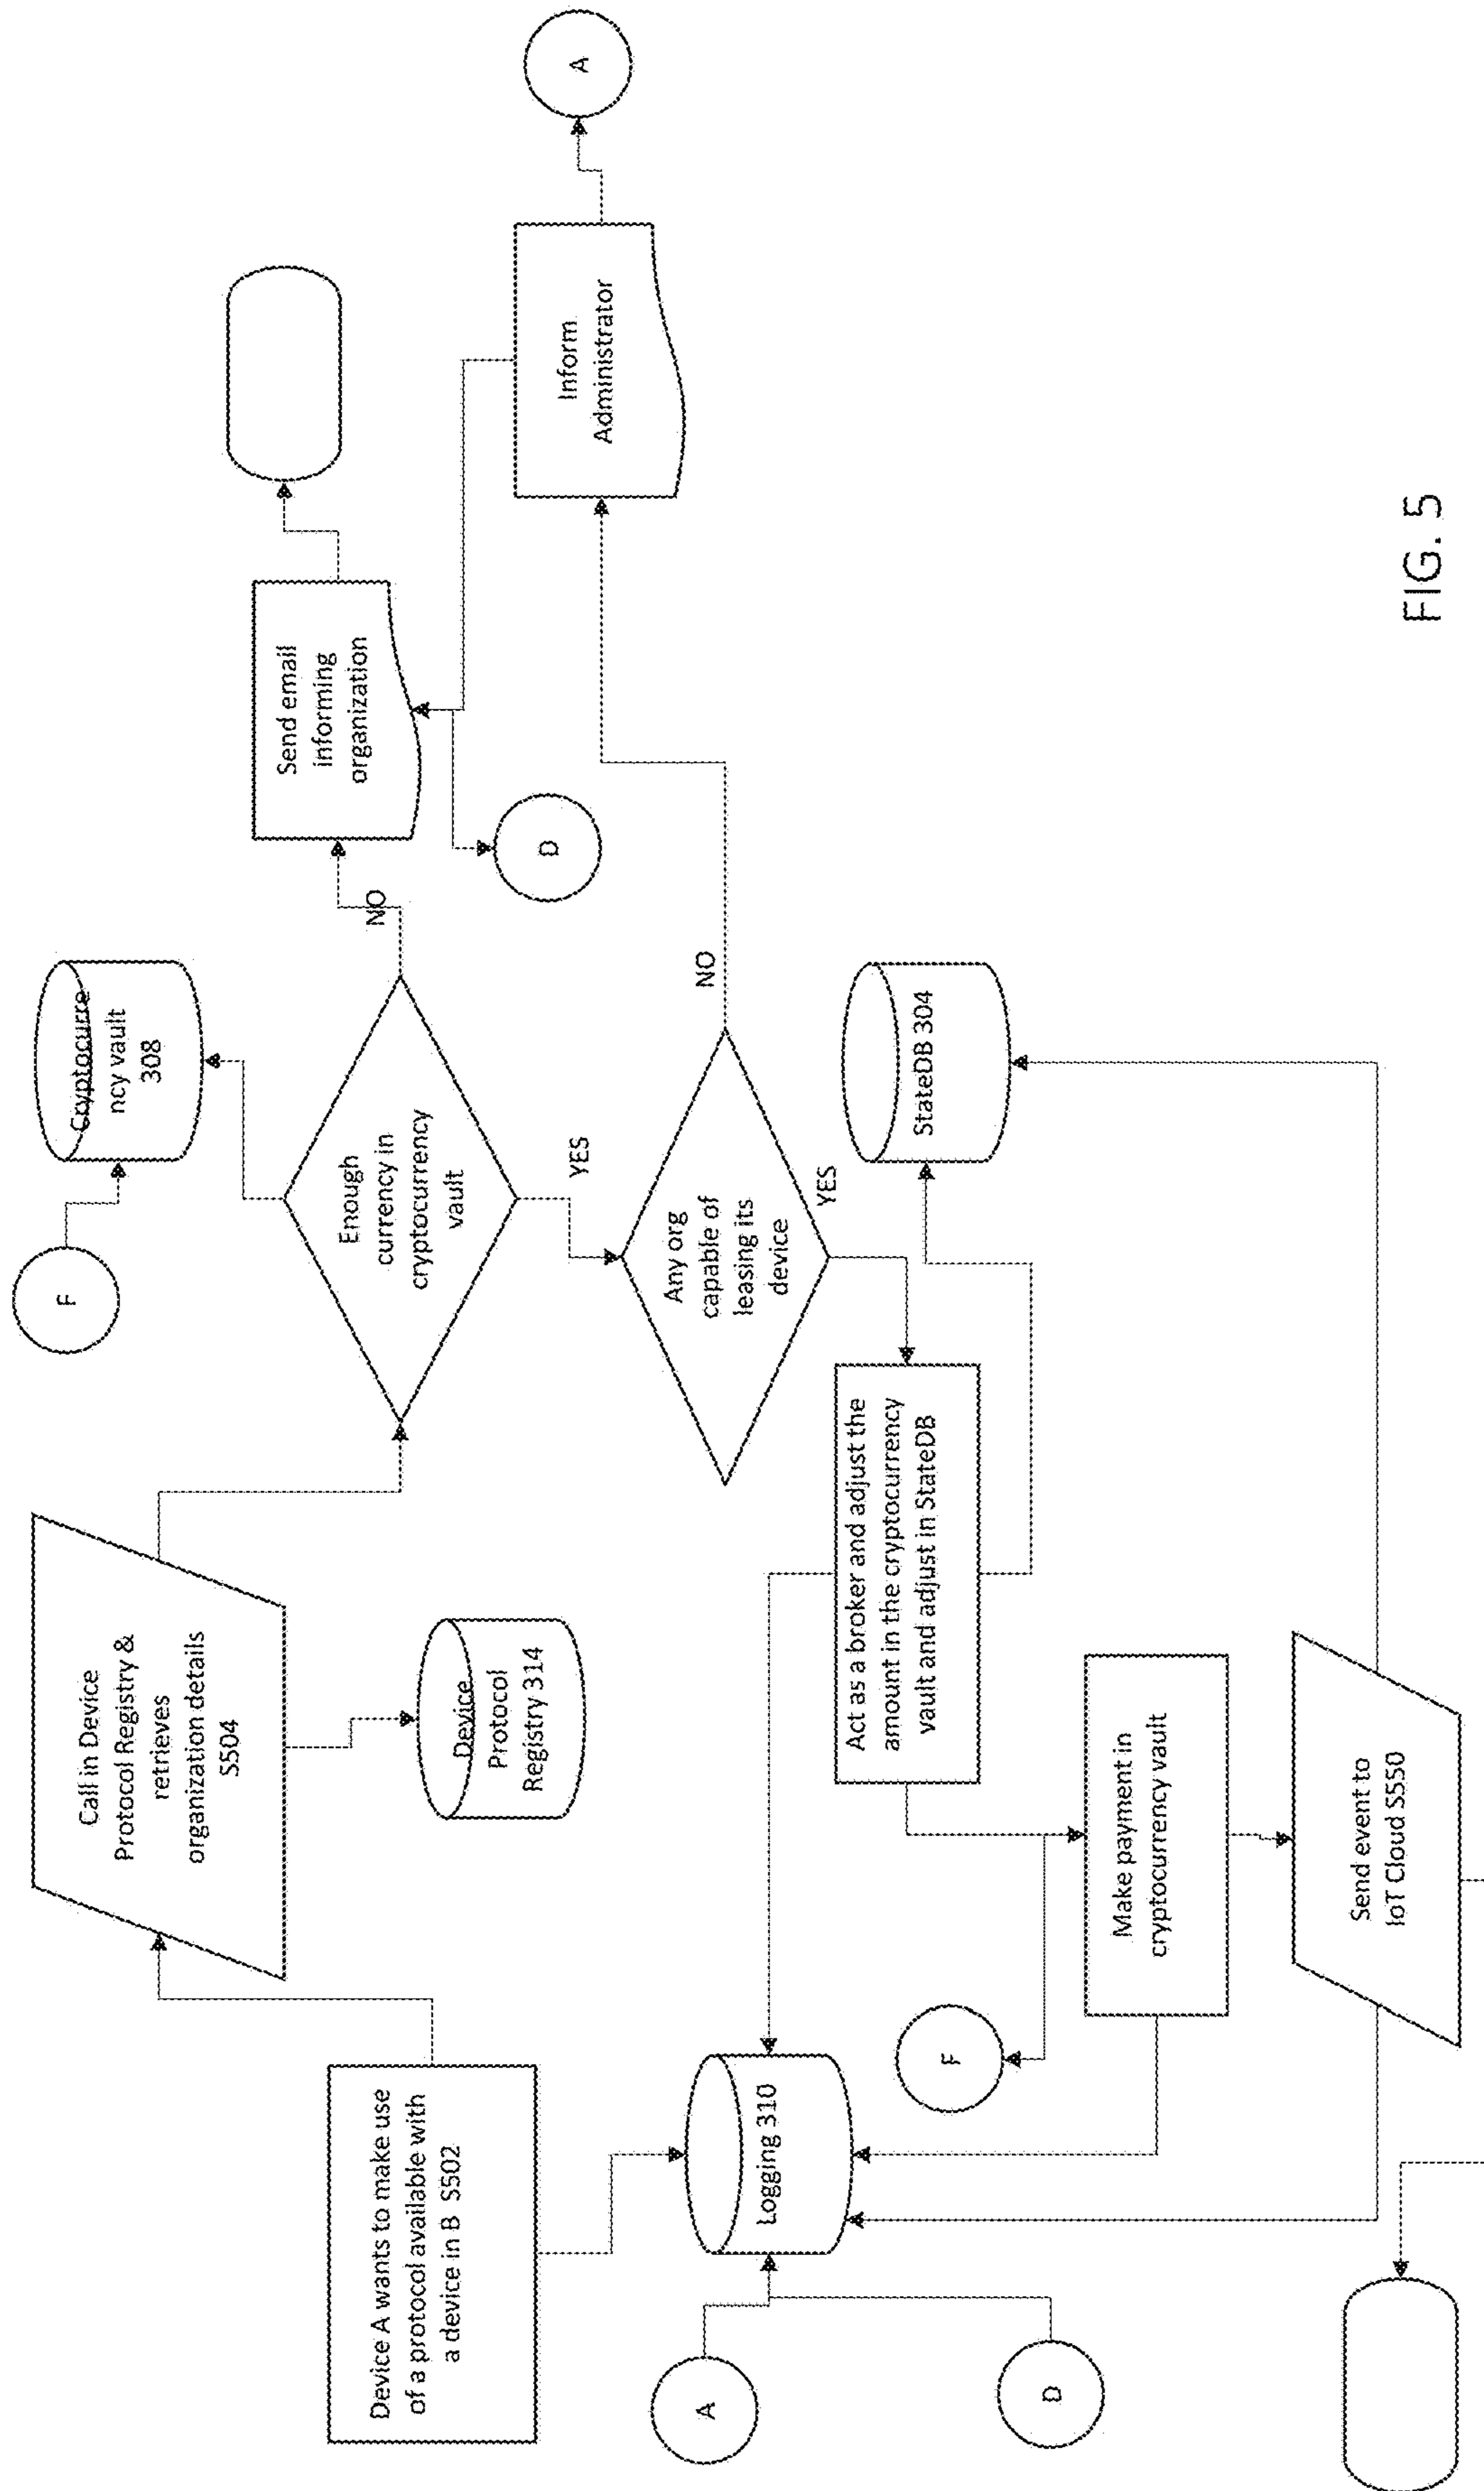 Device A wants to make use
of a protocol available with
a device in B S502
Call in Device
Protocol Registry &
retrieves
organization details
S504
Device
Protocol
Registry 314
F
Cryptocurre
ncy vault
308
Enough
currency in
cryptocurrency
vault
NO
YES
Send email
informing
organization
D
Inform
Administrator
A
Any org
capable of
leasing its
device
NO
YES
StateDB 304
Act as a broker and adjust the
amount in the cryptocurrency
vault and adjust in StateDB
Logging 310
A
D
F
Make payment in
cryptocurrency vault
Send event to
IoT Cloud S550
FIG. 5